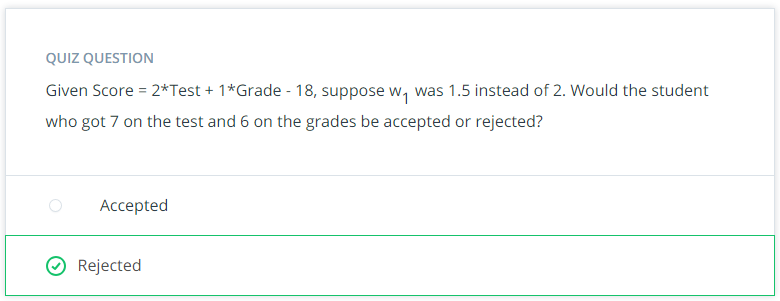 QUIZ QUESTION
Given Score = 2*Test + 1*Grade - 18, suppose w₁ was 1.5 instead of 2. Would the student
who got 7 on the test and 6 on the grades be accepted or rejected?
Accepted
Rejected